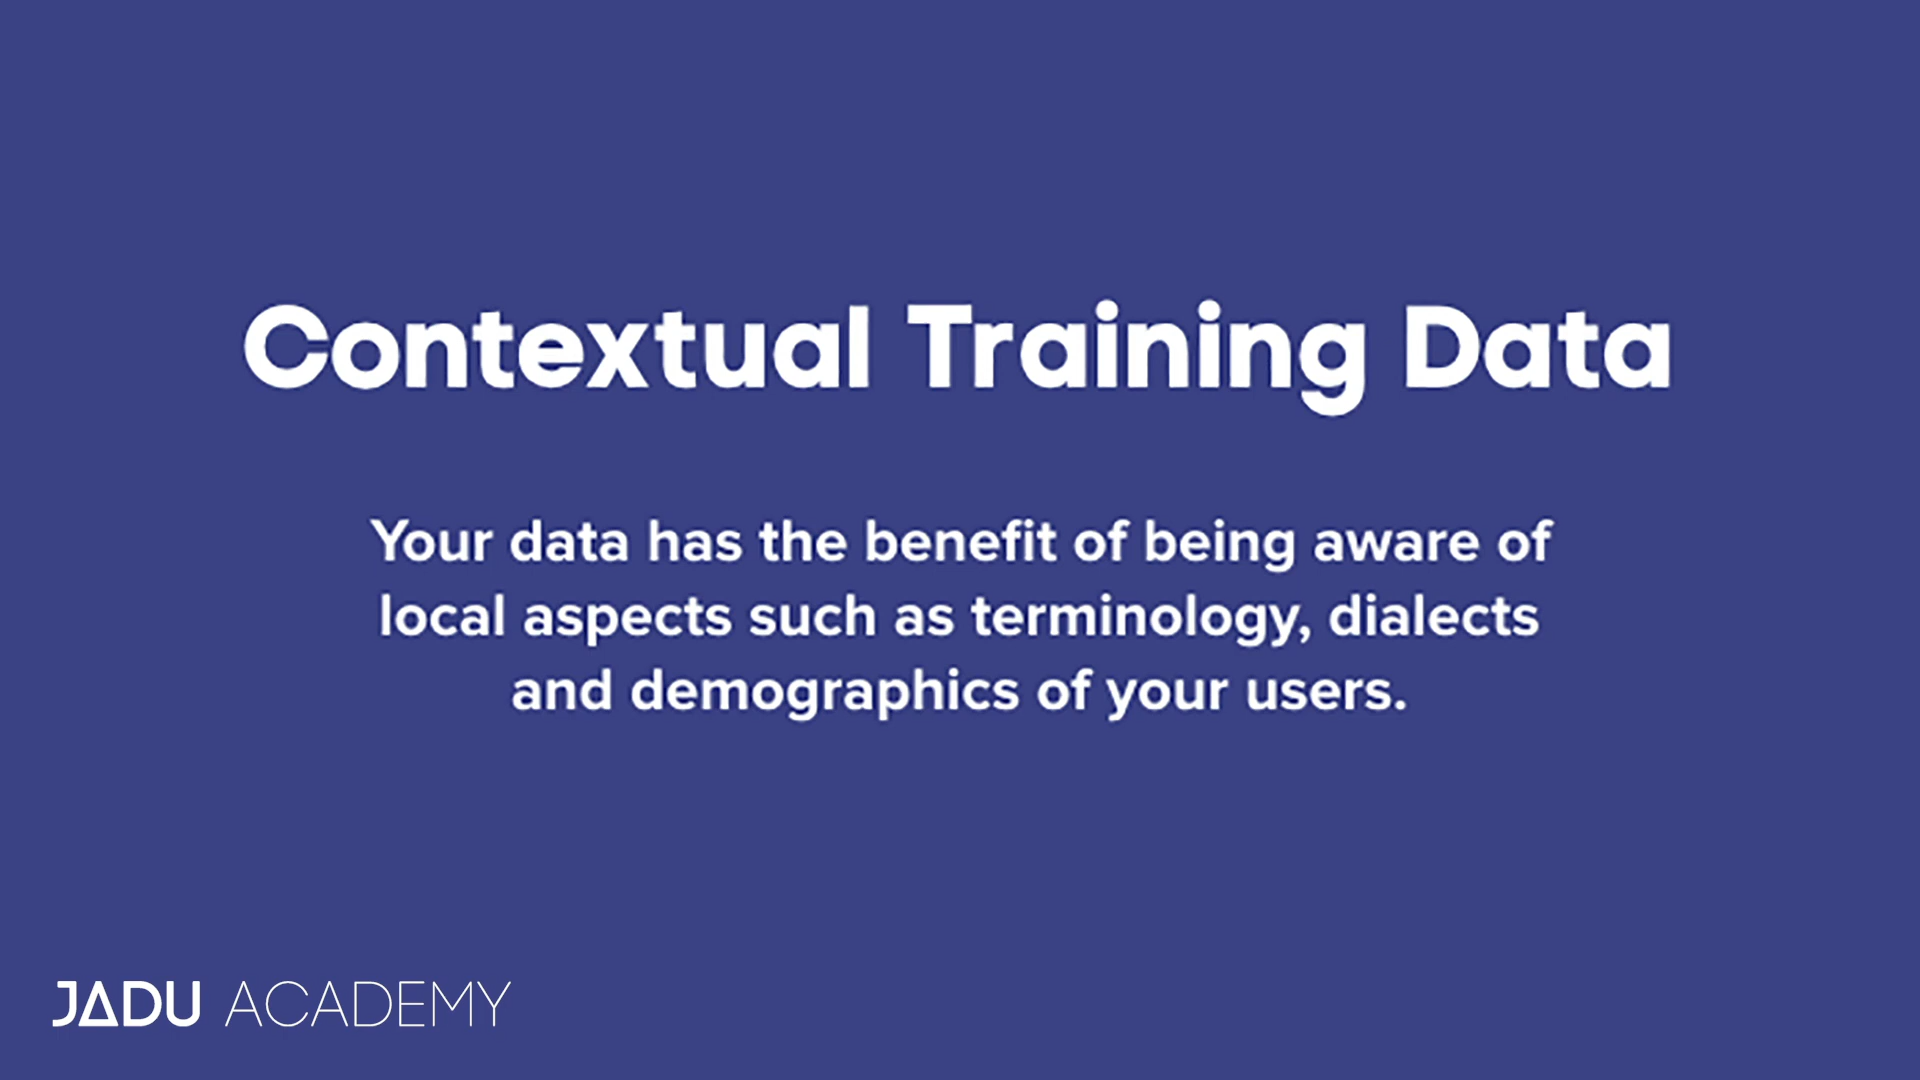 Contextual Training Data
Your data has the benefit of being aware of
local aspects such as terminology, dialects
and demographics of your users.
JADU ACADEMY